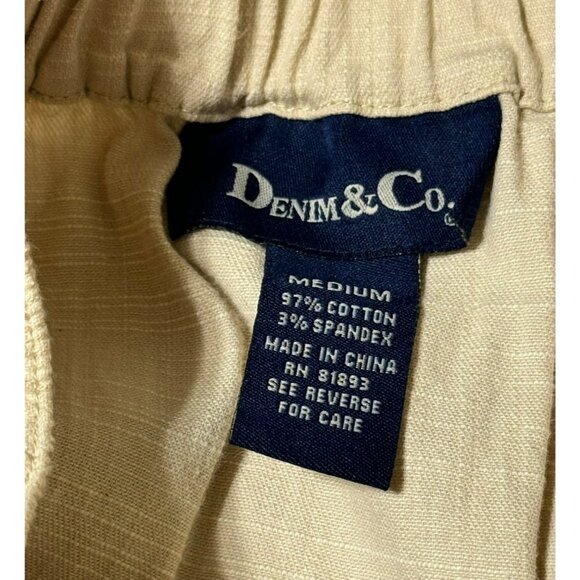 DENIM & CO.
MEDIUM
97% COTTON
3% SPANDEX
MADE IN CHINA
RN 81893
SEE REVERSE
FOR CARE